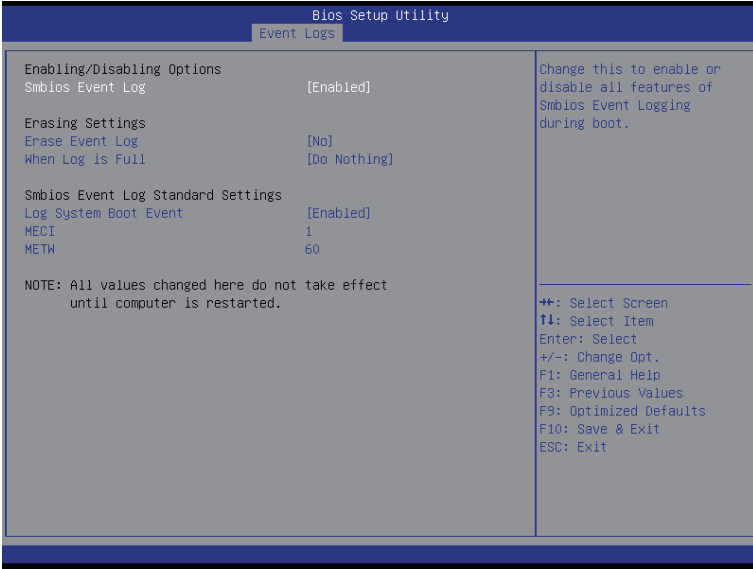 Bios Setup Utility
Event Logs
Enabling/Disabling Options
Smbios Event Log [Enabled]
Erasing Settings
Erase Event Log [No]
When Log is Full [Do Nothing]
Smbios Event Log Standard Settings
Log System Boot Event [Enabled]
MECI 1
METW 60
NOTE: All values changed here do not take effect
until computer is restarted.
Change this to enable or
disable all features of
Smbios Event Logging
during boot.
→←: Select Screen
↑↓: Select Item
Enter: Select
+/-: Change Opt.
F1: General Help
F3: Previous Values
F9: Optimized Defaults
F10: Save & Exit
ESC: Exit